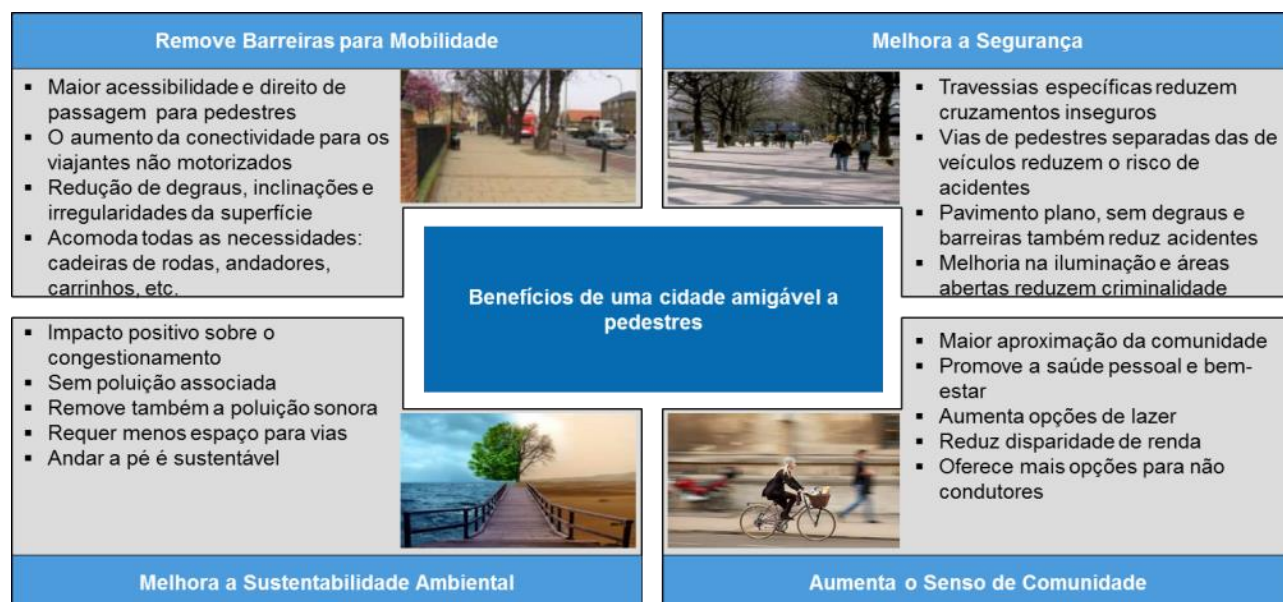 Remove Barreiras para Mobilidade
▪ Maior acessibilidade e direito de
passagem para pedestres
▪ O aumento da conectividade para os
viajantes não motorizados
▪ Redução de degraus, inclinações e
irregularidades da superfície
▪ Acomoda todas as necessidades:
cadeiras de rodas, andadores,
carrinhos, etc.
Melhora a Segurança
▪ Travessias específicas reduzem
cruzamentos inseguros
▪ Vias de pedestres separadas das de
veículos reduzem o risco de
acidentes
▪ Pavimento plano, sem degraus e
barreiras também reduz acidentes
▪ Melhoria na iluminação e áreas
abertas reduzem criminalidade
Benefícios de uma cidade amigável a
pedestres
▪ Impacto positivo sobre o
congestionamento
▪ Sem poluição associada
▪ Remove também a poluição sonora
▪ Requer menos espaço para vias
▪ Andar a pé é sustentável
Melhora a Sustentabilidade Ambiental
▪ Maior aproximação da comunidade
▪ Promove a saúde pessoal e bem-
estar
▪ Aumenta opções de lazer
▪ Reduz disparidade de renda
▪ Oferece mais opções para não
condutores
Aumenta o Senso de Comunidade